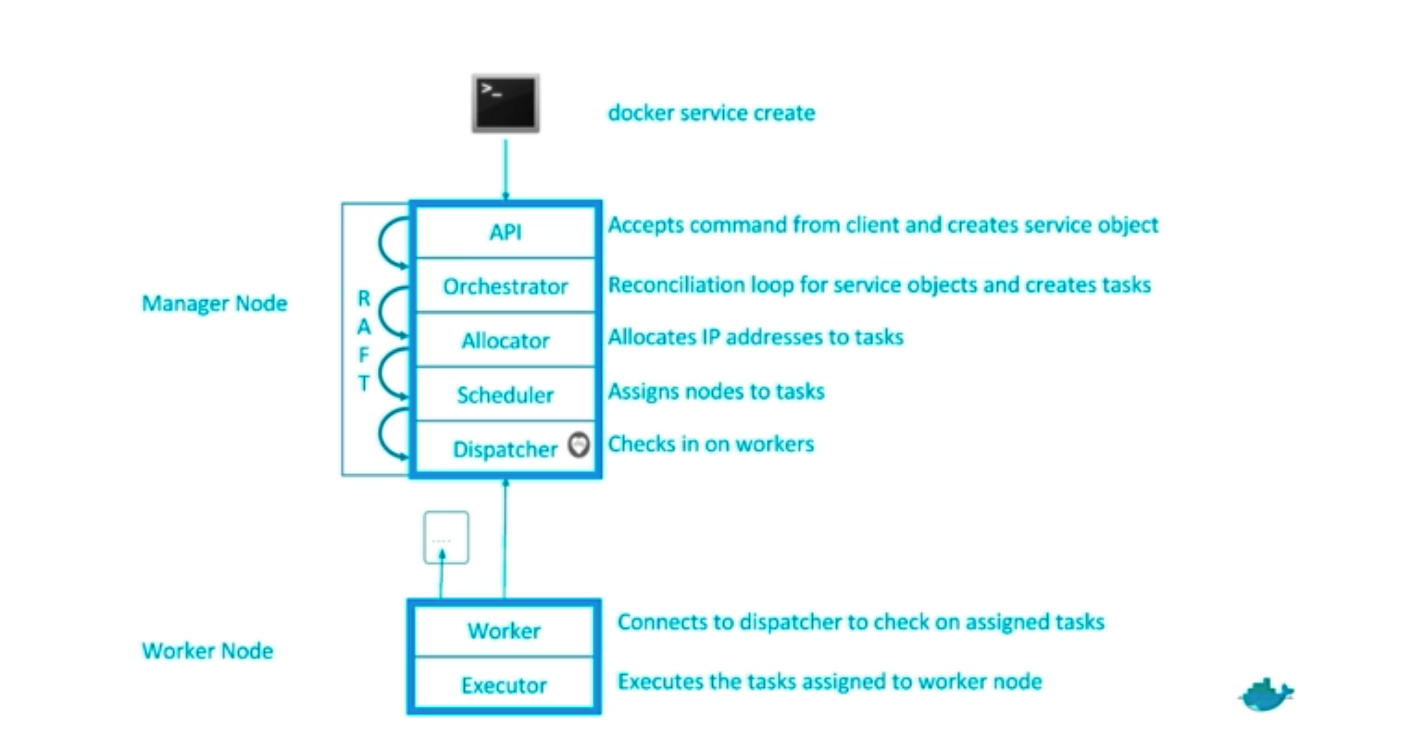 >_
docker service create
API
Accepts command from client and creates service object
Manager Node
RAFT
Orchestrator
Reconciliation loop for service objects and creates tasks
Allocator
Allocates IP addresses to tasks
Scheduler
Assigns nodes to tasks
Dispatcher
Checks in on workers
....
Worker Node
Worker
Connects to dispatcher to check on assigned tasks
Executor
Executes the tasks assigned to worker node